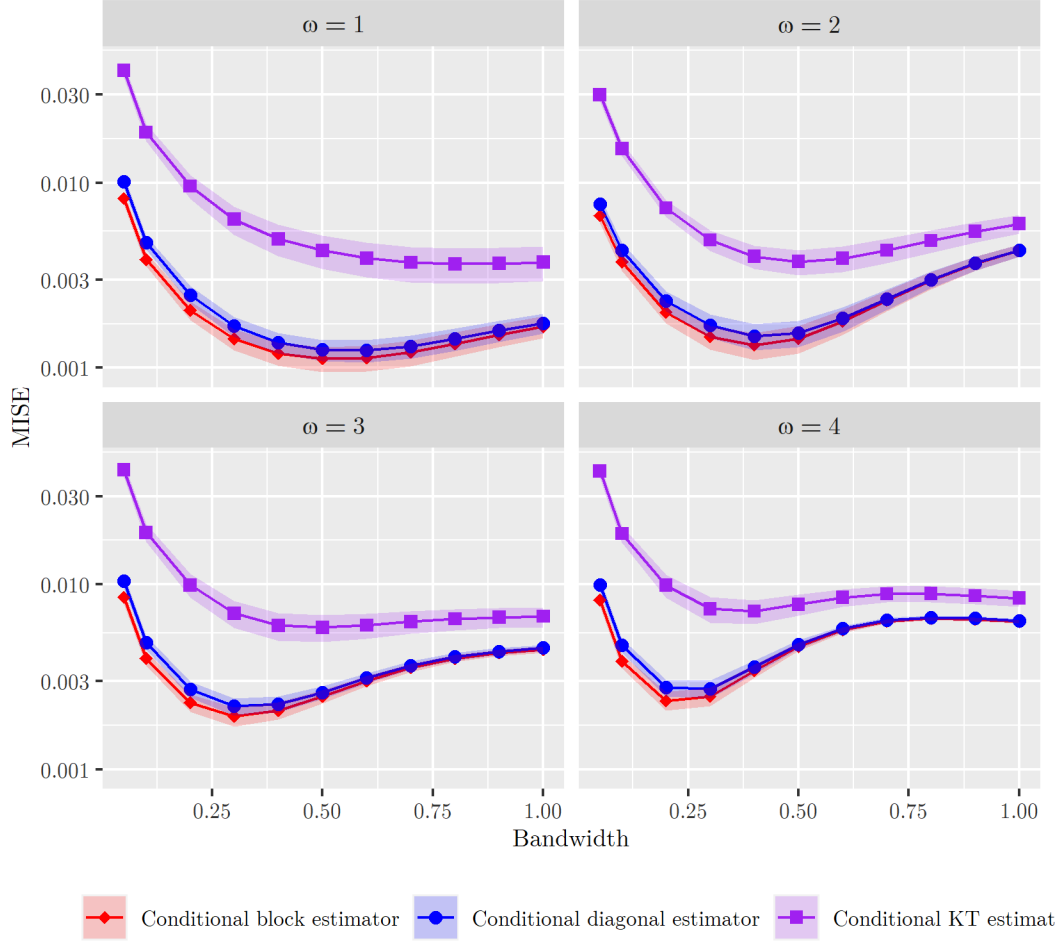 ω = 1
ω = 2
0.030
0.010
0.003
0.001
MISE
ω = 3
ω = 4
0.030
0.010
0.003
0.001
0.25
0.50
0.75
1.00
0.25
0.50
0.75
1.00
Bandwidth
Conditional block estimator
Conditional diagonal estimator
Conditional KT estimat